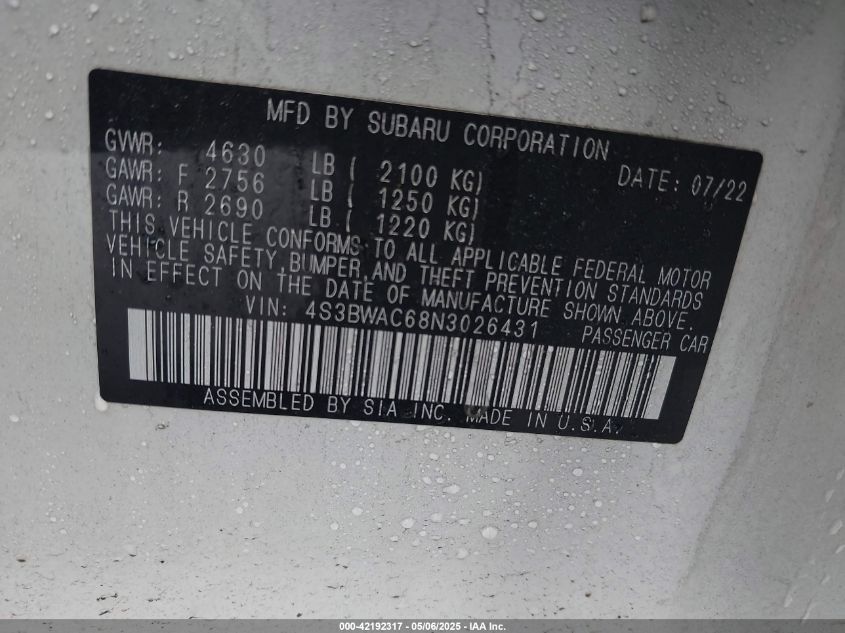 MFD BY SUBARU CORPORATION
GVWR: 4630 LB ( 2100 KG) DATE: 07/22
GAWR: F 2756 LB ( 1250 KG)
GAWR: R 2690 LB ( 1220 KG)
THIS VEHICLE CONFORMS TO ALL APPLICABLE FEDERAL MOTOR
VEHICLE SAFETY, BUMPER, AND THEFT PREVENTION STANDARDS
IN EFFECT ON THE DATE OF MANUFACTURE SHOWN ABOVE.
VIN: 4S3BWAC68N3026431 PASSENGER CAR
ASSEMBLED BY SIA INC. MADE IN U.S.A.
000-42192317 - 05/06/2025 - IAA Inc.